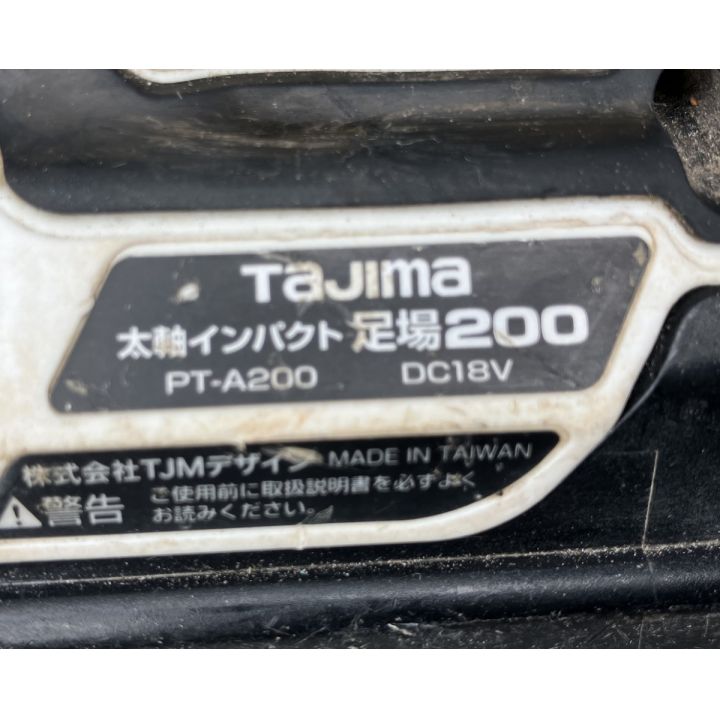 Tajima
太軸インパクト 足場200
PT-A200 DC18V
株式会社TJMデザイン MADE IN TAIWAN
警告 ご使用前に取扱説明書を必ずよく
お読みください。